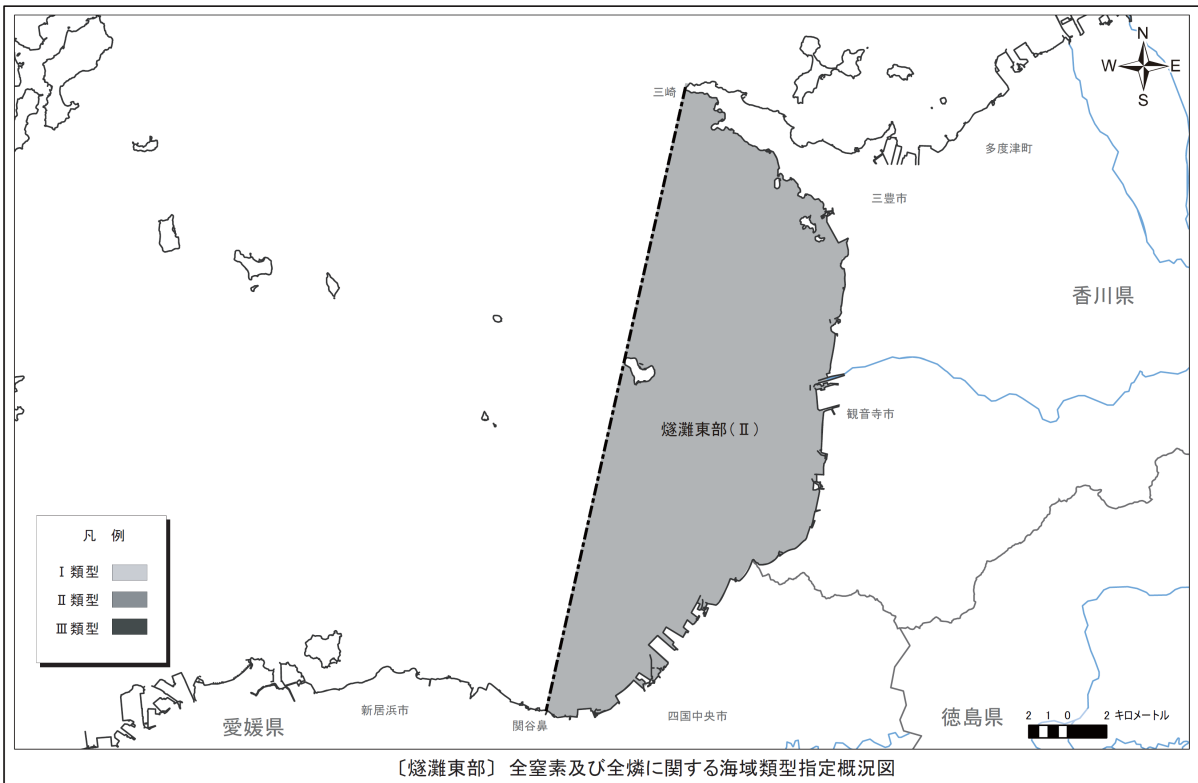 N
W E
S
三崎
多度津町
三豊市
香川県
観音寺市
燧灘東部(Ⅱ)
凡 例
Ⅰ類型
Ⅱ類型
Ⅲ類型
新居浜市
愛媛県
関谷鼻
四国中央市
徳島県
2 1 0 2 キロメートル
〔燧灘東部〕 全窒素及び全燐に関する海域類型指定概況図